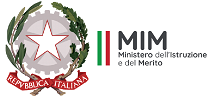 REPVBBLICA ITALIANA
MIM
Ministero dell'Istruzione
e del Merito